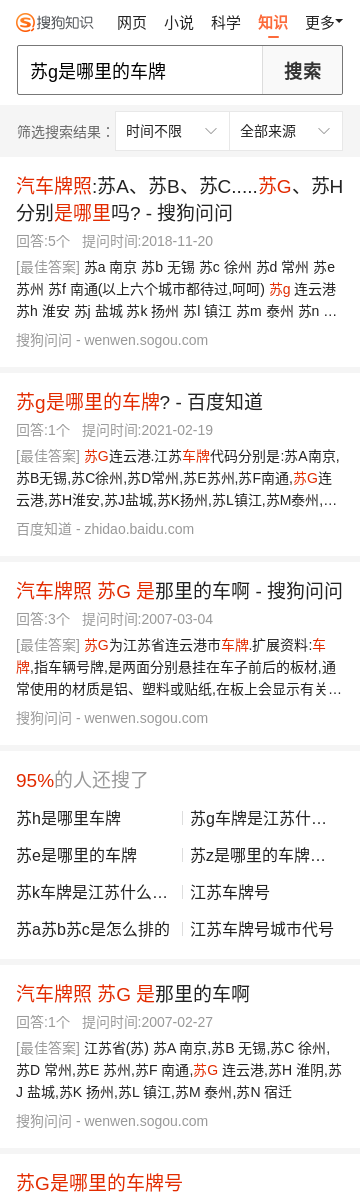 搜狗知识 网页 小说 科学 知识 更多
苏g是哪里的车牌 搜索
筛选搜索结果： 时间不限 全部来源
汽车牌照:苏A、苏B、苏C.....苏G、苏H
分别是哪里吗? - 搜狗问问
回答:5个 提问时间:2018-11-20
[最佳答案] 苏a 南京 苏b 无锡 苏c 徐州 苏d 常州 苏e
苏州 苏f 南通(以上六个城市都待过,呵呵) 苏g 连云港
苏h 淮安 苏j 盐城 苏k 扬州 苏l 镇江 苏m 泰州 苏n ...
搜狗问问 - wenwen.sogou.com
苏g是哪里的车牌? - 百度知道
回答:1个 提问时间:2021-02-19
[最佳答案] 苏G连云港.江苏车牌代码分别是:苏A南京,
苏B无锡,苏C徐州,苏D常州,苏E苏州,苏F南通,苏G连
云港,苏H淮安,苏J盐城,苏K扬州,苏L镇江,苏M泰州,...
百度知道 - zhidao.baidu.com
汽车牌照 苏G 是那里的车啊 - 搜狗问问
回答:3个 提问时间:2007-03-04
[最佳答案] 苏G为江苏省连云港市车牌.扩展资料:车
牌,指车辆号牌,是两面分别悬挂在车子前后的板材,通
常使用的材质是铝、塑料或贴纸,在板上会显示有关...
搜狗问问 - wenwen.sogou.com
95%的人还搜了
苏h是哪里车牌 苏g车牌是江苏什...
苏e是哪里的车牌 苏z是哪里的车牌...
苏k车牌是江苏什么... 江苏车牌号
苏a苏b苏c是怎么排的 江苏车牌号城市代号
汽车牌照 苏G 是那里的车啊
回答:1个 提问时间:2007-02-27
[最佳答案] 江苏省(苏) 苏A 南京,苏B 无锡,苏C 徐州,
苏D 常州,苏E 苏州,苏F 南通,苏G 连云港,苏H 淮阴,苏
J 盐城,苏K 扬州,苏L 镇江,苏M 泰州,苏N 宿迁
搜狗问问 - wenwen.sogou.com
苏G是哪里的车牌号